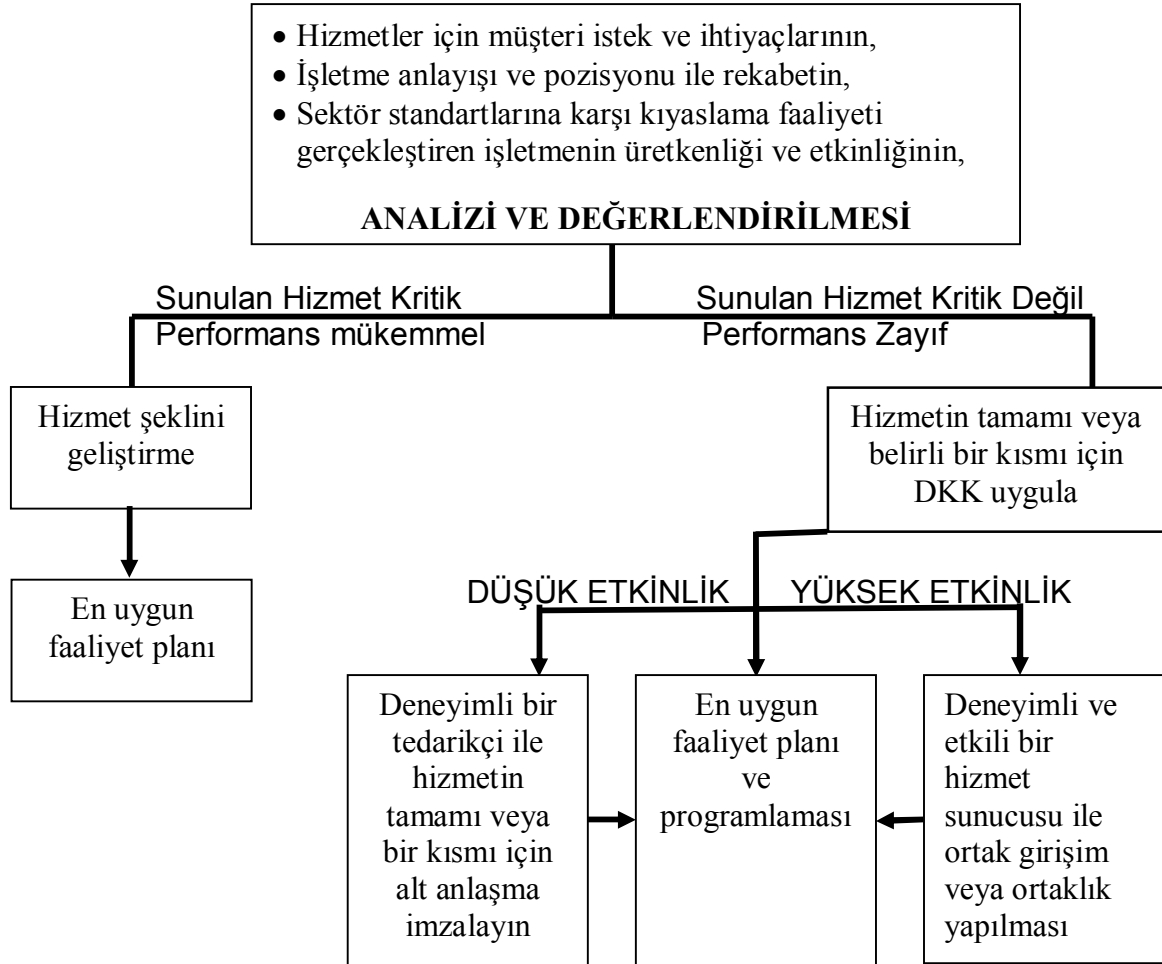 • Hizmetler için müşteri istek ve ihtiyaçlarının,
• İşletme anlayışı ve pozisyonu ile rekabetin,
• Sektör standartlarına karşı kıyaslama faaliyeti
gerçekleştiren işletmenin üretkenliği ve etkinliğinin,
ANALİZİ VE DEĞERLENDİRİLMESİ
Sunulan Hizmet Kritik
Performans mükemmel
Sunulan Hizmet Kritik Değil
Performans Zayıf
Hizmet şeklini
geliştirme
Hizmetin tamamı veya
belirli bir kısmı için
DKK uygula
En uygun
faaliyet planı
DÜŞÜK ETKİNLİK
YÜKSEK ETKİNLİK
Deneyimli bir
tedarikçi ile
hizmetin
tamamı veya
bir kısmı için
alt anlaşma
imzalayın
En uygun
faaliyet planı
ve
programlaması
Deneyimli ve
etkili bir
hizmet
sunucusu ile
ortak girişim
veya ortaklık
yapılması